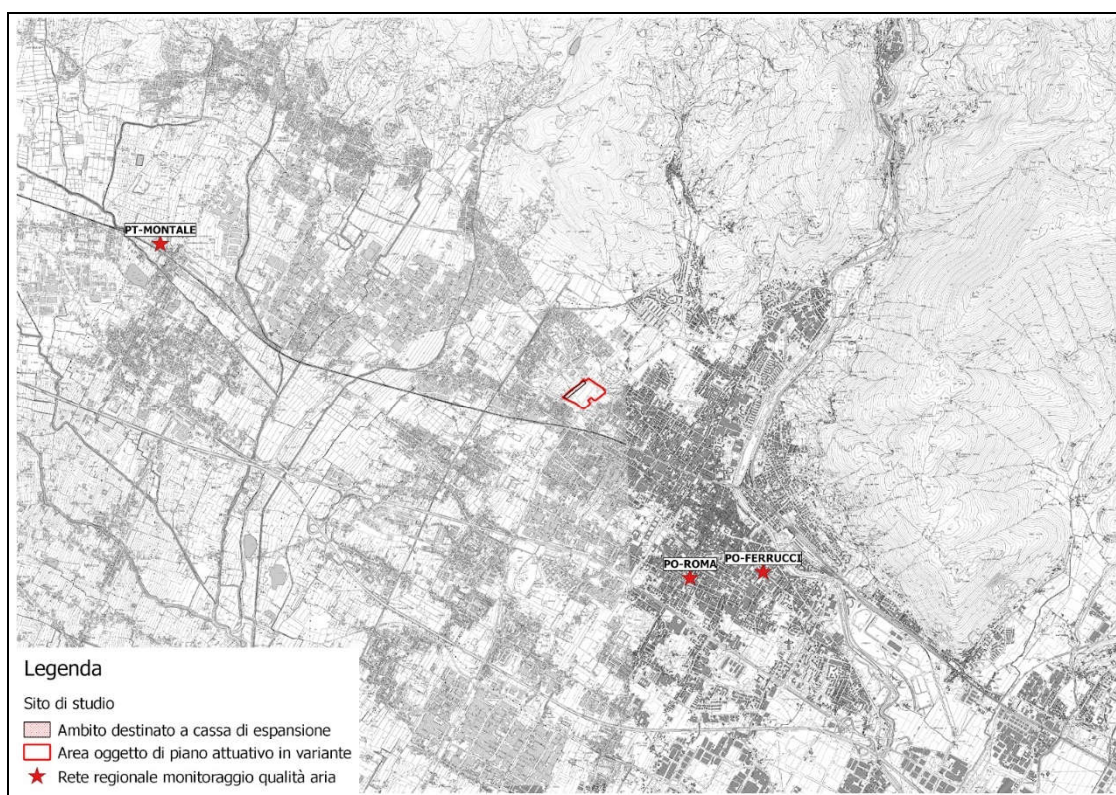 PT-MONTALE
PO-ROMA
PO-FERRUCCI
Legenda
Sito di studio
Ambito destinato a cassa di espansione
Area oggetto di piano attuativo in variante
Rete regionale monitoraggio qualità aria